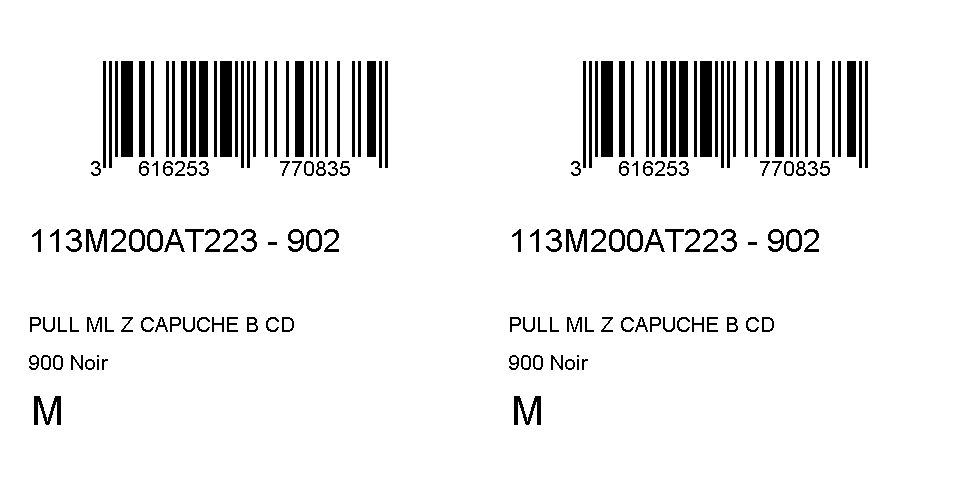 3 616253 770835
113M200AT223 - 902
PULL ML Z CAPUCHE B CD
900 Noir
M
3 616253 770835
113M200AT223 - 902
PULL ML Z CAPUCHE B CD
900 Noir
M